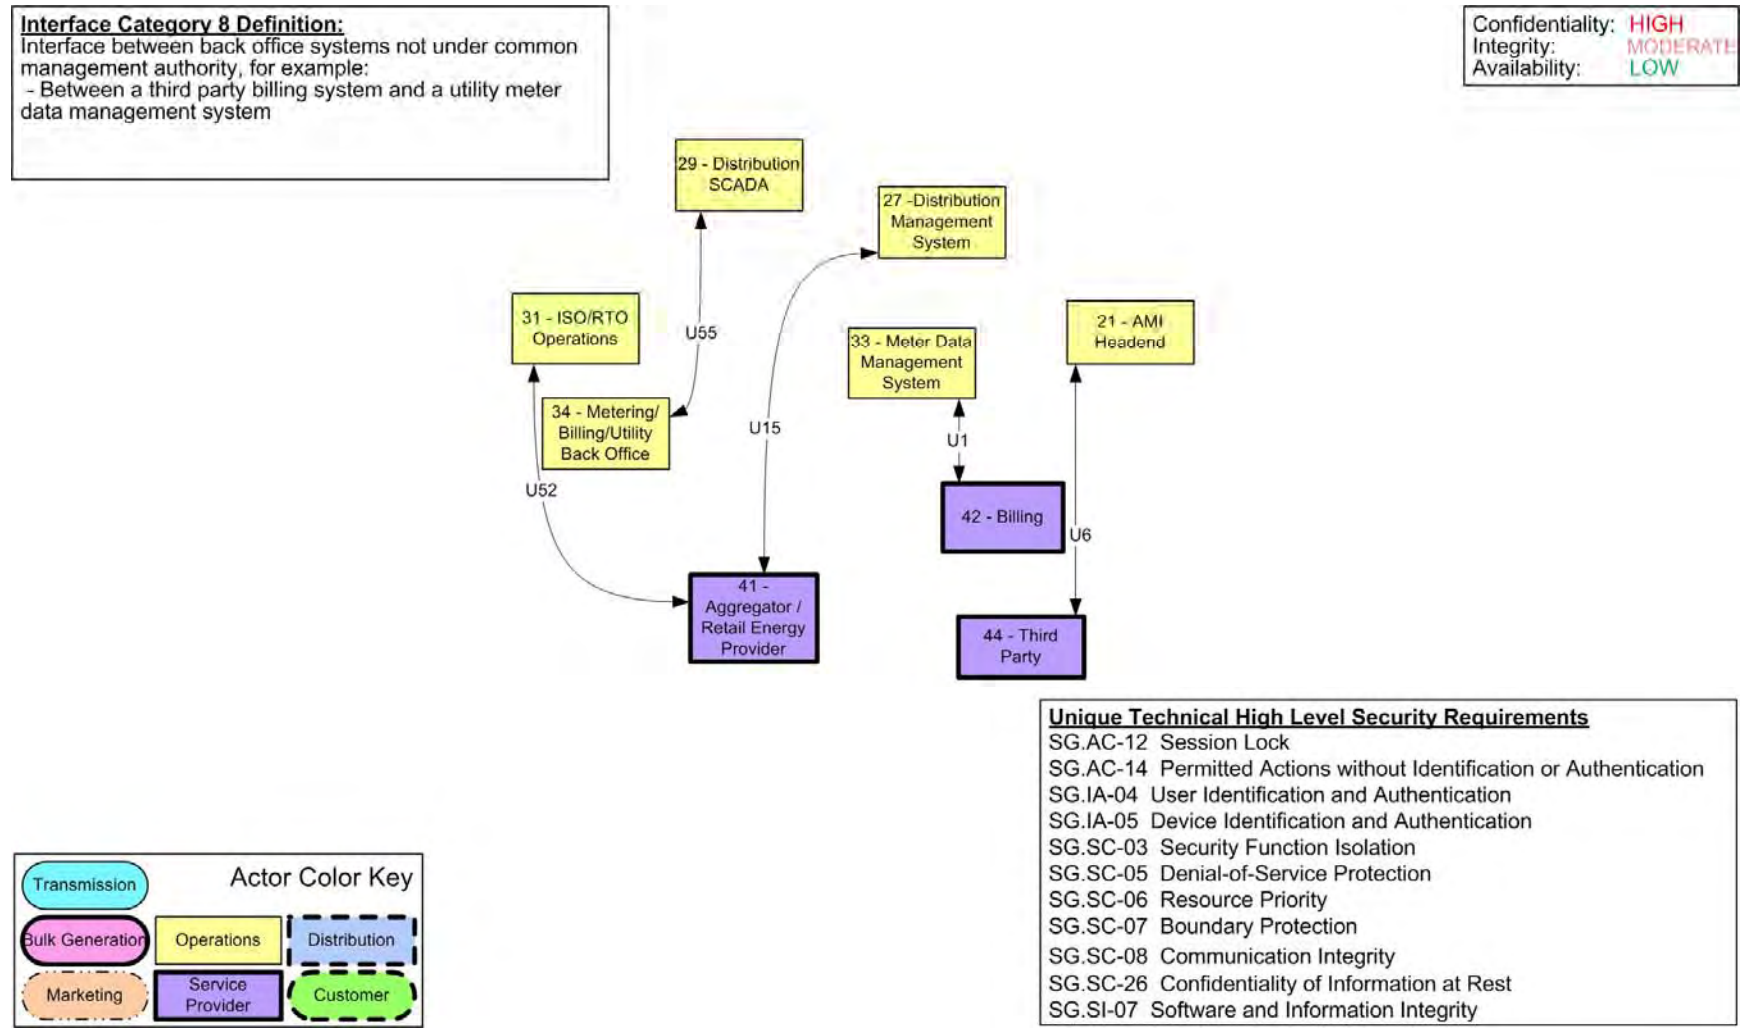 Interface Category 8 Definition:
Interface between back office systems not under common
management authority, for example:
- Between a third party billing system and a utility meter
data management system
Confidentiality: HIGH
Integrity: MODERATE
Availability: LOW
29 - Distribution
SCADA
27 -Distribution
Management
System
31 - ISO/RTO
Operations
U55
33 - Meter Data
Management
System
21 - AMI
Headend
34 - Metering/
Billing/Utility
Back Office
U15
U1
U52
42 - Billing
U6
41 -
Aggregator /
Retail Energy
Provider
44 - Third
Party
Unique Technical High Level Security Requirements
SG.AC-12 Session Lock
SG.AC-14 Permitted Actions without Identification or Authentication
SG.IA-04 User Identification and Authentication
SG.IA-05 Device Identification and Authentication
SG.SC-03 Security Function Isolation
SG.SC-05 Denial-of-Service Protection
SG.SC-06 Resource Priority
SG.SC-07 Boundary Protection
SG.SC-08 Communication Integrity
SG.SC-26 Confidentiality of Information at Rest
SG.SI-07 Software and Information Integrity
Actor Color Key
Transmission
Bulk Generation
Operations
Distribution
Marketing
Service
Provider
Customer